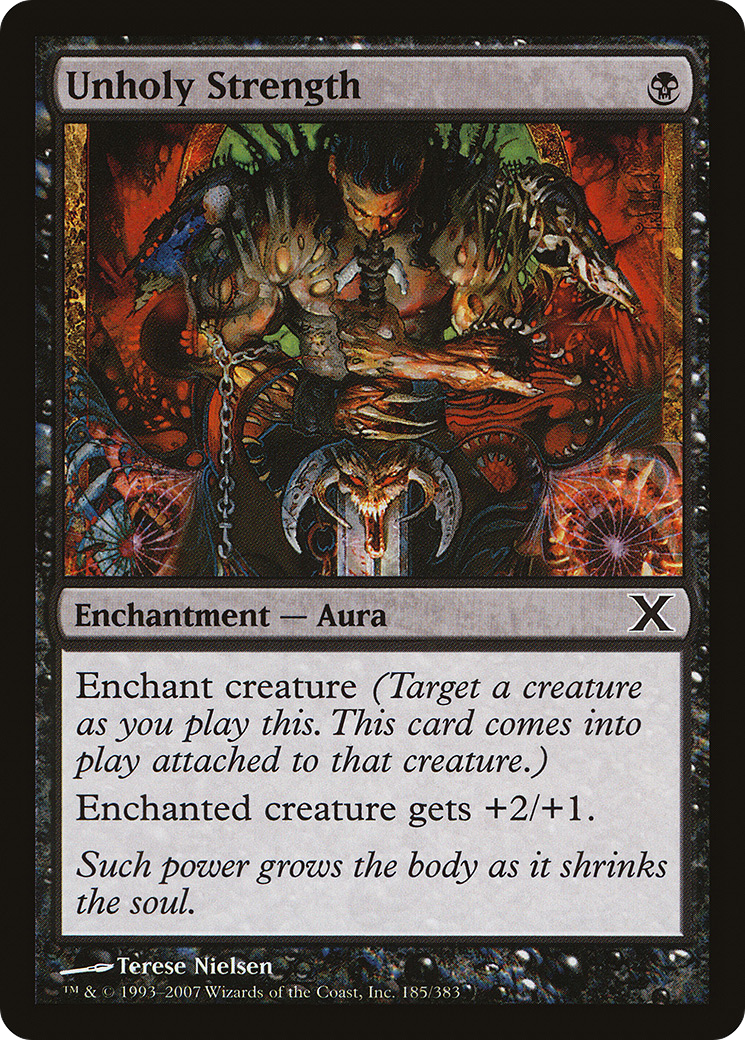 Unholy Strength
Enchantment — Aura
X
Enchant creature (Target a creature
as you play this. This card comes into
play attached to that creature.)
Enchanted creature gets +2/+1.
Such power grows the body as it shrinks
the soul.
Terese Nielsen
™ & © 1993–2007 Wizards of the Coast, Inc. 185/383